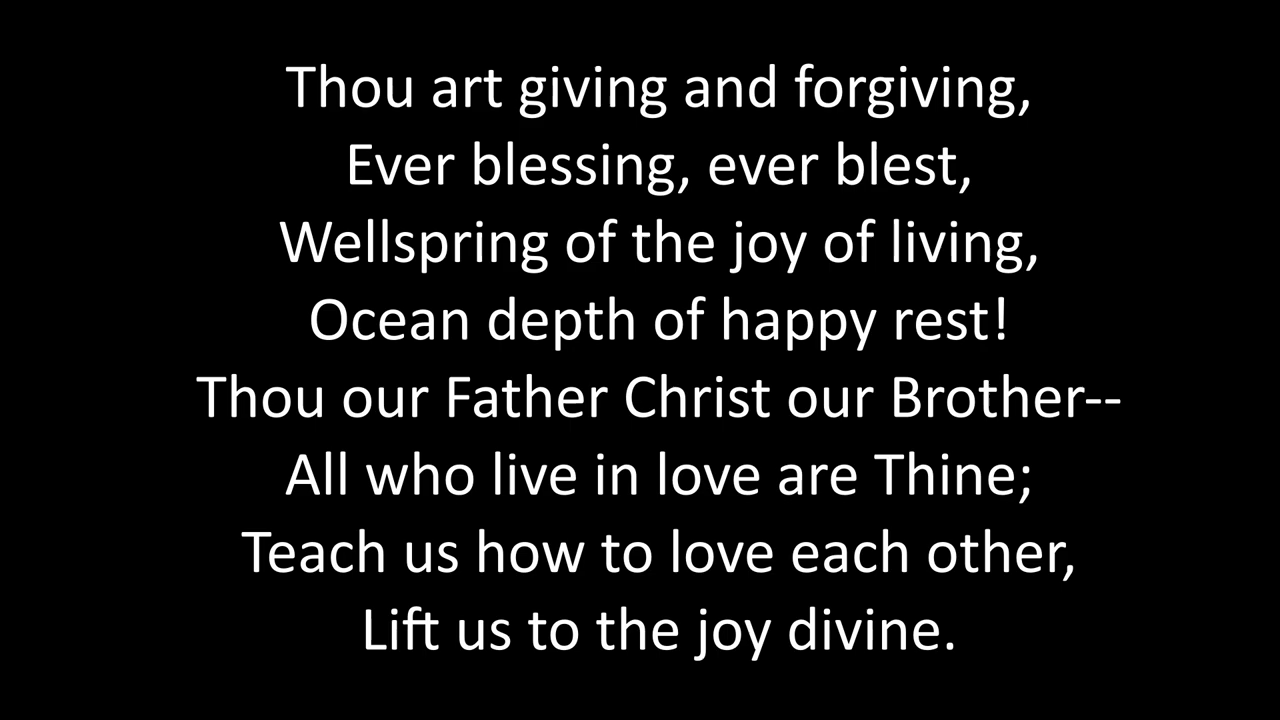 Thou art giving and forgiving,
Ever blessing, ever blest,
Wellspring of the joy of living,
Ocean depth of happy rest!
Thou our Father Christ our Brother--
All who live in love are Thine;
Teach us how to love each other,
Lift us to the joy divine.